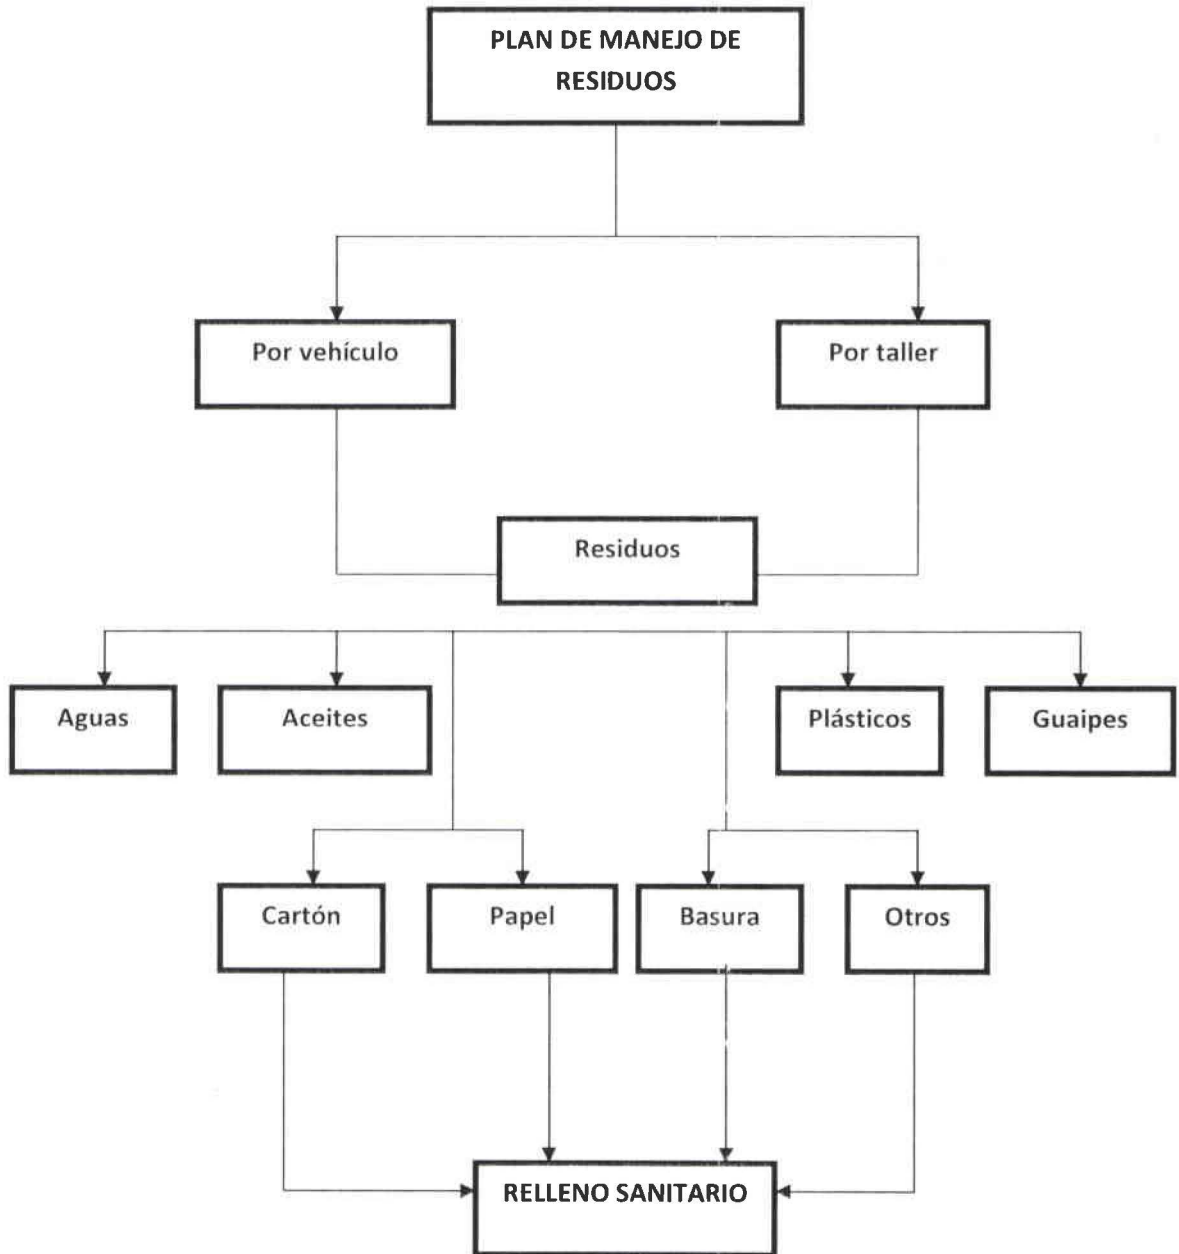 PLAN DE MANEJO DE
RESIDUOS
Por vehículo
Por taller
Residuos
Aguas
Aceites
Plásticos
Guaipes
Cartón
Papel
Basura
Otros
RELLENO SANITARIO